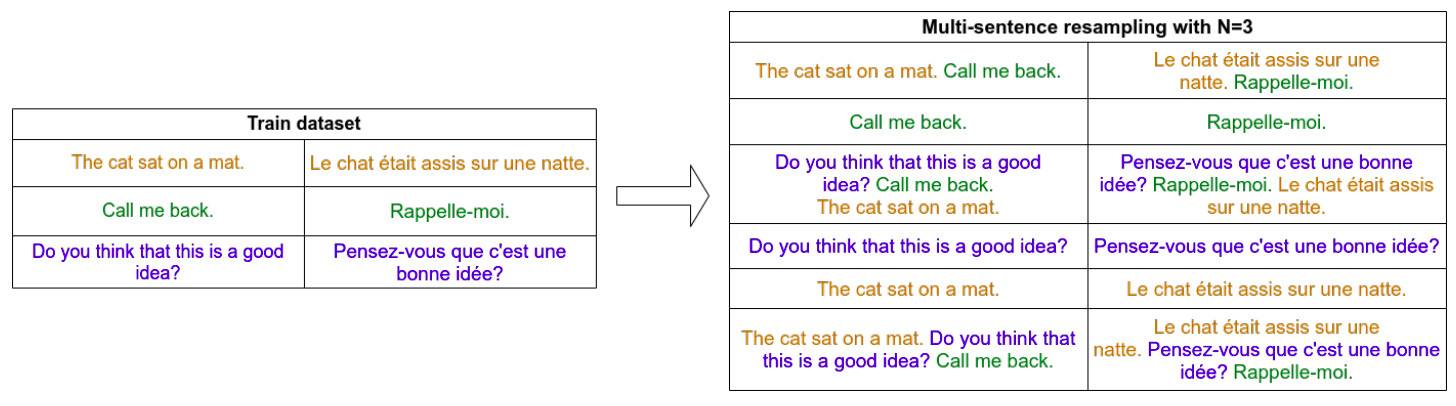 Train dataset
The cat sat on a mat.
Le chat était assis sur une natte.
Call me back.
Rappelle-moi.
Do you think that this is a good
idea?
Pensez-vous que c'est une
bonne idée?
Multi-sentence resampling with N=3
The cat sat on a mat. Call me back.
Le chat était assis sur une
natte. Rappelle-moi.
Call me back.
Rappelle-moi.
Do you think that this is a good
idea? Call me back.
The cat sat on a mat.
Pensez-vous que c'est une bonne
idée? Rappelle-moi. Le chat était assis
sur une natte.
Do you think that this is a good idea?
Pensez-vous que c'est une bonne idée?
The cat sat on a mat.
Le chat était assis sur une natte.
The cat sat on a mat. Do you think that
this is a good idea? Call me back.
Le chat était assis sur une
natte. Pensez-vous que c'est une bonne
idée? Rappelle-moi.